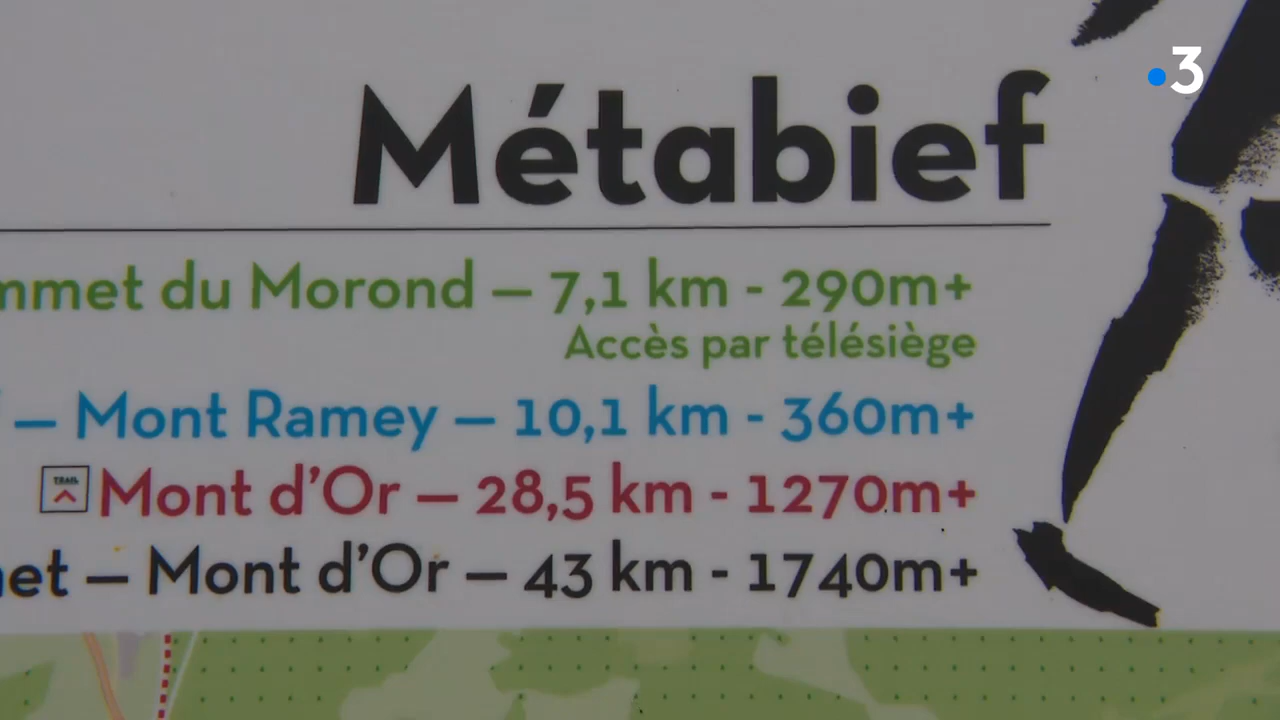 3
Métabief
mmet du Morond — 7,1 km - 290m+
Accès par télésiège
— Mont Ramey — 10,1 km - 360m+
TRAIL Mont d'Or — 28,5 km - 1270m+
et — Mont d'Or — 43 km - 1740m+